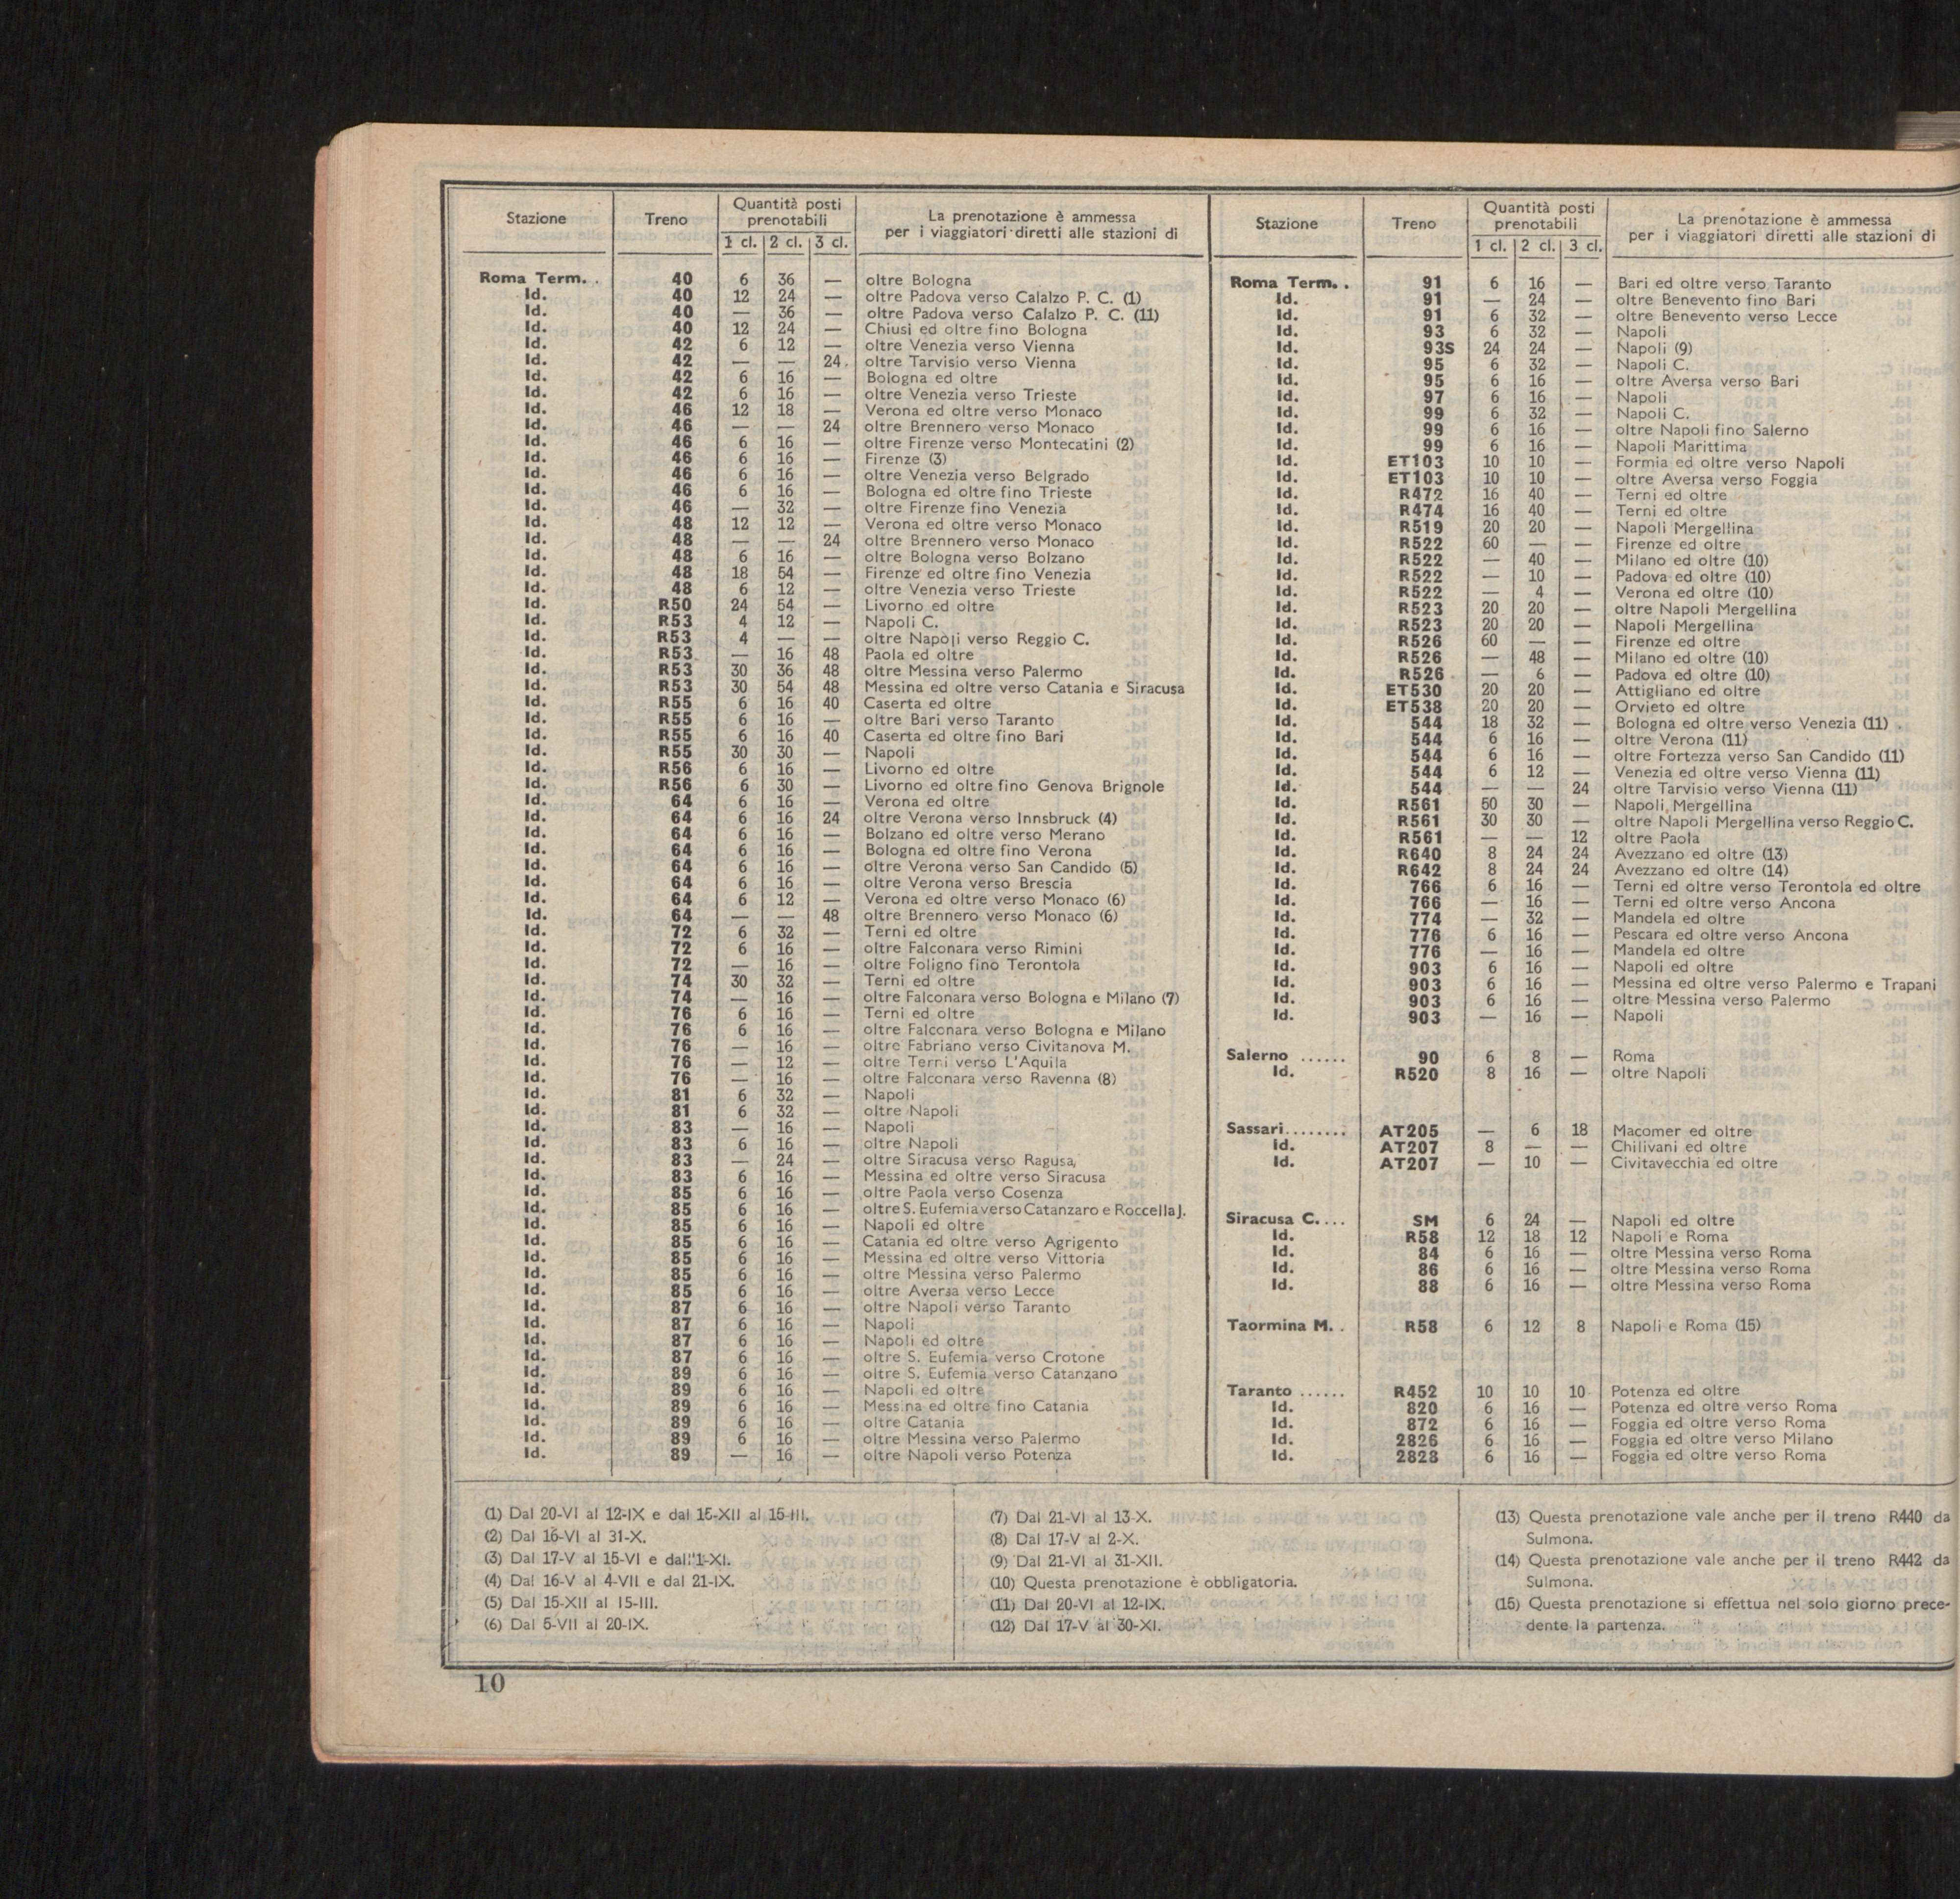 Stazione Treno Quantità posti prenotabili La prenotazione è ammessa per i viaggiatori diretti alle stazioni di
1 cl. 2 cl. 3 cl.
Roma Term. . 40 6 36 — oltre Bologna
Id. 40 12 24 — oltre Padova verso Calalzo P. C. (1)
Id. 40 — 36 — oltre Padova verso Calalzo P. C. (11)
Id. 40 12 24 — Chiusi ed oltre fino Bologna
Id. 42 6 12 — oltre Venezia verso Vienna
Id. 42 — — 24 oltre Tarvisio verso Vienna
Id. 42 6 16 — Bologna ed oltre
Id. 42 6 16 — oltre Venezia verso Trieste
Id. 46 12 18 — Verona ed oltre verso Monaco
Id. 46 — — 24 oltre Brennero verso Monaco
Id. 46 6 16 — oltre Firenze verso Montecatini (2)
Id. 46 6 16 — Firenze (3)
Id. 46 6 16 — oltre Venezia verso Belgrado
Id. 46 6 16 — Bologna ed oltre fino Trieste
Id. 46 — 32 — oltre Firenze fino Venezia
Id. 48 12 12 — Verona ed oltre verso Monaco
Id. 48 — — 24 oltre Brennero verso Monaco
Id. 48 6 16 — oltre Bologna verso Bolzano
Id. 48 18 54 — Firenze ed oltre fino Venezia
Id. 48 6 12 — oltre Venezia verso Trieste
Id. R50 24 54 — Livorno ed oltre
Id. R53 4 12 — Napoli C.
Id. R53 4 — — oltre Napoli verso Reggio C.
Id. R53 — 16 48 Paola ed oltre
Id. R53 30 36 48 oltre Messina verso Palermo
Id. R53 30 54 48 Messina ed oltre verso Catania e Siracusa
Id. R55 6 16 40 Caserta ed oltre
Id. R55 6 16 — oltre Bari verso Taranto
Id. R55 6 16 40 Caserta ed oltre fino Bari
Id. R55 30 30 — Napoli
Id. R56 6 16 — Livorno ed oltre
Id. R56 6 30 — Livorno ed oltre fino Genova Brignole
Id. 64 6 16 — Verona ed oltre
Id. 64 6 16 24 oltre Verona verso Innsbruck (4)
Id. 64 6 16 — Bolzano ed oltre verso Merano
Id. 64 6 16 — Bologna ed oltre fino Verona
Id. 64 6 16 — oltre Verona verso San Candido (5)
Id. 64 6 16 — oltre Verona verso Brescia
Id. 64 6 12 — Verona ed oltre verso Monaco (6)
Id. 64 — — 48 oltre Brennero verso Monaco (6)
Id. 72 6 32 — Terni ed oltre
Id. 72 6 16 — oltre Falconara verso Rimini
Id. 72 — 16 — oltre Foligno fino Terontola
Id. 74 30 32 — Terni ed oltre
Id. 74 — 16 — oltre Falconara verso Bologna e Milano (7)
Id. 76 6 16 — Terni ed oltre
Id. 76 6 16 — oltre Falconara verso Bologna e Milano
Id. 76 — 16 — oltre Fabriano verso Civitanova M.
Id. 76 — 12 — oltre Terni verso L'Aquila
Id. 76 — 16 — oltre Falconara verso Ravenna (8)
Id. 81 6 32 — Napoli
Id. 81 6 32 — oltre Napoli
Id. 83 — 16 — Napoli
Id. 83 6 16 — oltre Napoli
Id. 83 — 24 — oltre Siracusa verso Ragusa,
Id. 83 6 16 — Messina ed oltre verso Siracusa
Id. 85 6 16 — oltre Paola verso Cosenza
Id. 85 6 16 — oltre S. Eufemia verso Catanzaro e Roccella J.
Id. 85 6 16 — Napoli ed oltre
Id. 85 6 16 — Catania ed oltre verso Agrigento
Id. 85 6 16 — Messina ed oltre verso Vittoria
Id. 85 6 16 — oltre Messina verso Palermo
Id. 85 6 16 — oltre Aversa verso Lecce
Id. 87 6 16 — oltre Napoli verso Taranto
Id. 87 6 16 — Napoli
Id. 87 6 16 — Napoli ed oltre
Id. 87 6 16 — oltre S. Eufemia verso Crotone
Id. 89 6 16 — oltre S. Eufemia verso Catanzano
Id. 89 6 16 — Napoli ed oltre
Id. 89 6 16 — Messina ed oltre fino Catania
Id. 89 6 16 — oltre Catania
Id. 89 6 16 — oltre Messina verso Palermo
Id. 89 — 16 — oltre Napoli verso Potenza
Stazione Treno Quantità posti prenotabili La prenotazione è ammessa per i viaggiatori diretti alle stazioni di
1 cl. 2 cl. 3 cl.
Roma Term. . 91 6 16 — Bari ed oltre verso Taranto
Id. 91 — 24 — oltre Benevento fino Bari
Id. 91 6 32 — oltre Benevento verso Lecce
Id. 93 6 32 — Napoli
Id. 93S 24 24 — Napoli (9)
Id. 95 6 32 — Napoli C.
Id. 95 6 16 — oltre Aversa verso Bari
Id. 97 6 16 — Napoli
Id. 99 6 32 — Napoli C.
Id. 99 6 16 — oltre Napoli fino Salerno
Id. 99 6 16 — Napoli Marittima
Id. ET103 10 10 — Formia ed oltre verso Napoli
Id. ET103 10 10 — oltre Aversa verso Foggia
Id. R472 16 40 — Terni ed oltre
Id. R474 16 40 — Terni ed oltre
Id. R519 20 20 — Napoli Mergellina
Id. R522 60 — — Firenze ed oltre
Id. R522 — 40 — Milano ed oltre (10)
Id. R522 — 10 — Padova ed oltre (10)
Id. R522 — 4 — Verona ed oltre (10)
Id. R523 20 20 — oltre Napoli Mergellina
Id. R523 20 20 — Napoli Mergellina
Id. R526 60 — — Firenze ed oltre
Id. R526 — 48 — Milano ed oltre (10)
Id. R526 — 6 — Padova ed oltre (10)
Id. ET530 20 20 — Attigliano ed oltre
Id. ET538 20 20 — Orvieto ed oltre
Id. 544 18 32 — Bologna ed oltre verso Venezia (11)
Id. 544 6 16 — oltre Verona (11)
Id. 544 6 16 — oltre Fortezza verso San Candido (11)
Id. 544 6 12 — Venezia ed oltre verso Vienna (11)
Id. 544 — — 24 oltre Tarvisio verso Vienna (11)
Id. R561 50 30 — Napoli Mergellina
Id. R561 30 30 — oltre Napoli Mergellina verso Reggio C.
Id. R561 — — 12 oltre Paola
Id. R640 8 24 24 Avezzano ed oltre (13)
Id. R642 8 24 24 Avezzano ed oltre (14)
Id. 766 6 16 — Terni ed oltre verso Terontola ed oltre
Id. 766 — 16 — Terni ed oltre verso Ancona
Id. 774 — 32 — Mandela ed oltre
Id. 776 6 16 — Pescara ed oltre verso Ancona
Id. 776 — 16 — Mandela ed oltre
Id. 903 6 16 — Napoli ed oltre
Id. 903 6 16 — Messina ed oltre verso Palermo e Trapani
Id. 903 6 16 — oltre Messina verso Palermo
Id. 903 — 16 — Napoli
Salerno ...... 90 6 8 — Roma
Id. R520 8 16 — oltre Napoli
Sassari........ AT205 — 6 18 Macomer ed oltre
Id. AT207 8 — — Chilivani ed oltre
Id. AT207 — 10 — Civitavecchia ed oltre
Siracusa C.... SM 6 24 — Napoli ed oltre
Id. R58 12 18 12 Napoli e Roma
Id. 84 6 16 — oltre Messina verso Roma
Id. 86 6 16 — oltre Messina verso Roma
Id. 88 6 16 — oltre Messina verso Roma
Taormina M. . R58 6 12 8 Napoli e Roma (15)
Taranto ...... R452 10 10 10 Potenza ed oltre
Id. 820 6 16 — Potenza ed oltre verso Roma
Id. 872 6 16 — Foggia ed oltre verso Roma
Id. 2826 6 16 — Foggia ed oltre verso Milano
Id. 2828 6 16 — Foggia ed oltre verso Roma
(1) Dal 20-VI al 12-IX e dal 15-XII al 15-III.
(2) Dal 16-VI al 31-X.
(3) Dal 17-V al 15-VI e dall'1-XI.
(4) Dal 16-V al 4-VII e dal 21-IX.
(5) Dal 15-XII al 15-III.
(6) Dal 5-VII al 20-IX.
(7) Dal 21-VI al 13-X.
(8) Dal 17-V al 2-X.
(9) Dal 21-VI al 31-XII.
(10) Questa prenotazione è obbligatoria.
(11) Dal 20-VI al 12-IX.
(12) Dal 17-V al 30-XI.
(13) Questa prenotazione vale anche per il treno R440 da
Sulmona.
(14) Questa prenotazione vale anche per il treno R442 da
Sulmona.
(15) Questa prenotazione si effettua nel solo giorno prece-
dente la partenza.
10